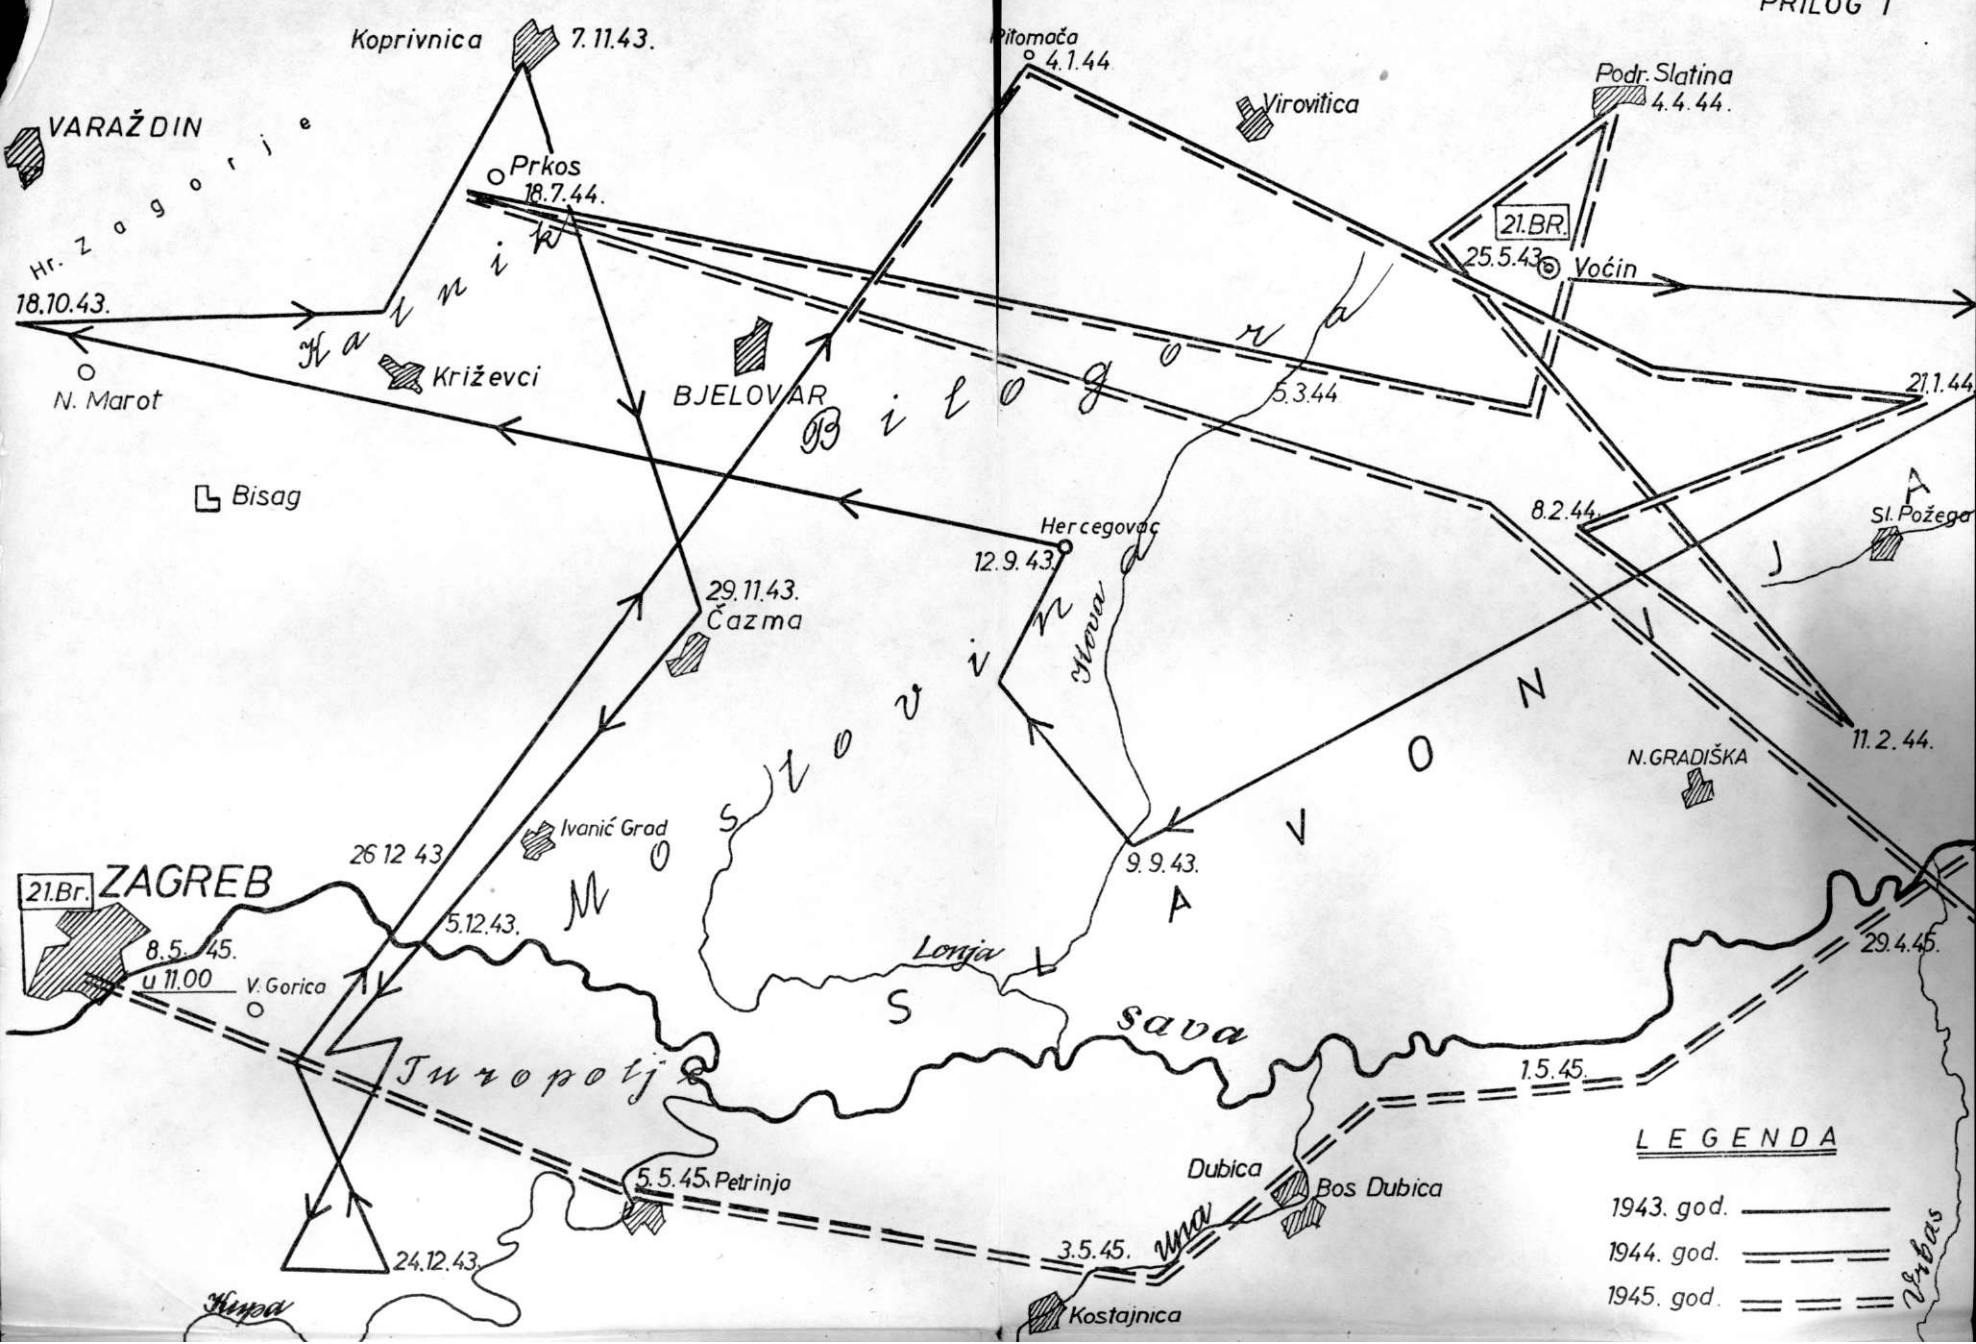 PRILOG 1
Koprivnica 7.11.43.
Pitomača
4.1.44.
Virovitica
Podr. Slatina
4.4.44.
VARAŽDIN
Hr. Zagorje
Prkos
18.7.44.
21.BR.
25.5.43.
Voćin
18.10.43.
Kalnik
N. Marot
Križevci
BJELOVAR
Bilogora
5.3.44
21.1.44
Bisag
Hercegovac
12.9.43.
8.2.44.
Sl. Požega
29.11.43.
Čazma
Ilova
11.2.44.
N. GRADIŠKA
Ivanić Grad
26 12 43
MOSLOVINA
SLAVONIJA
9.9.43.
21.Br.
ZAGREB
8.5. 45.
u 11.00
V. Gorica
5.12.43.
Lonja
sava
29.4.45.
Turopolje
1.5.45.
5.5.45. Petrinja
Dubica
Bos Dubica
una
3.5.45.
Kostajnica
24.12.43.
Kupa
Vrbas
LEGENDA
1943. god.
1944. god.
1945. god.